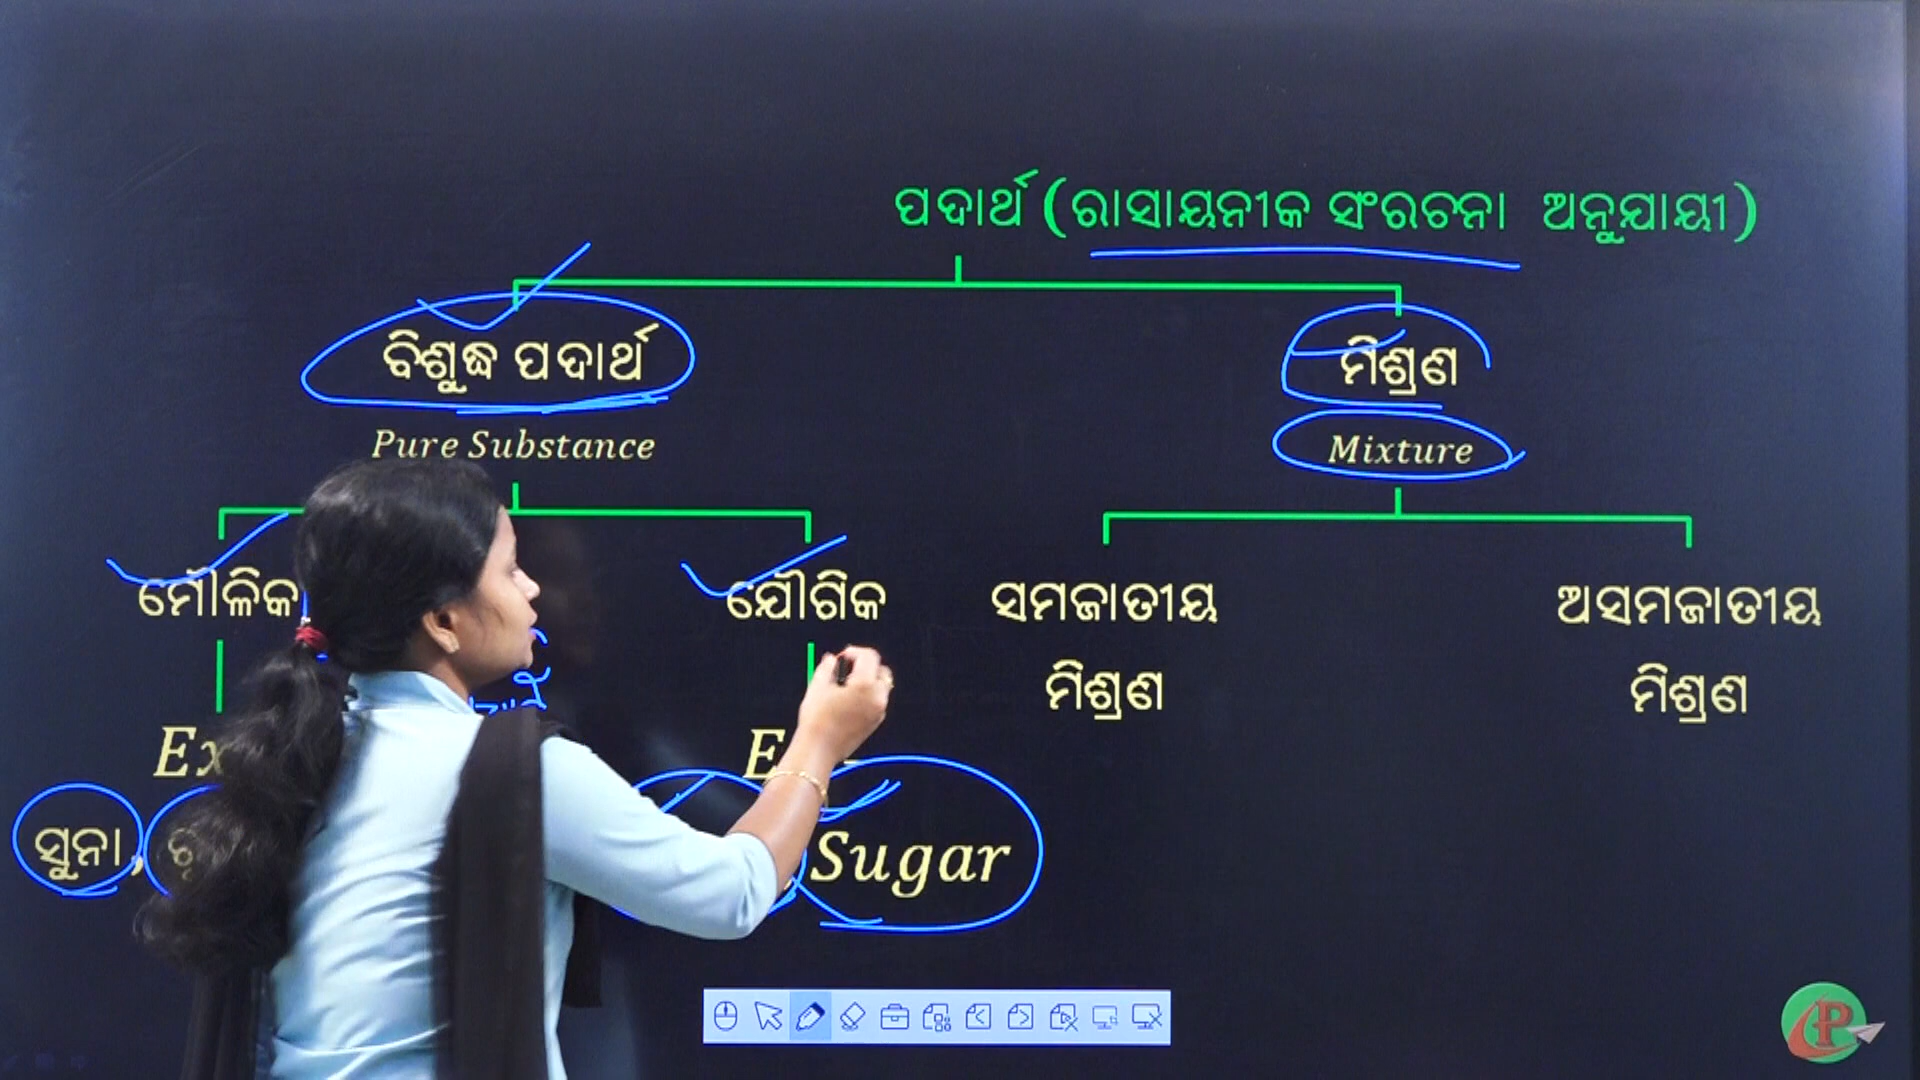 ପଦାର୍ଥ (ରାସାୟନୀକ ସଂରଚନା ଅନୁଯାୟୀ)
ବିଶୁଦ୍ଧ ପଦାର୍ଥ
ମିଶ୍ରଣ
Pure Substance
Mixture
ମୌଳିକ
ଯୌଗିକ
ସମଜାତୀୟ
ଅସମଜାତୀୟ
ମିଶ୍ରଣ
ମିଶ୍ରଣ
ସୁନା,
Sugar